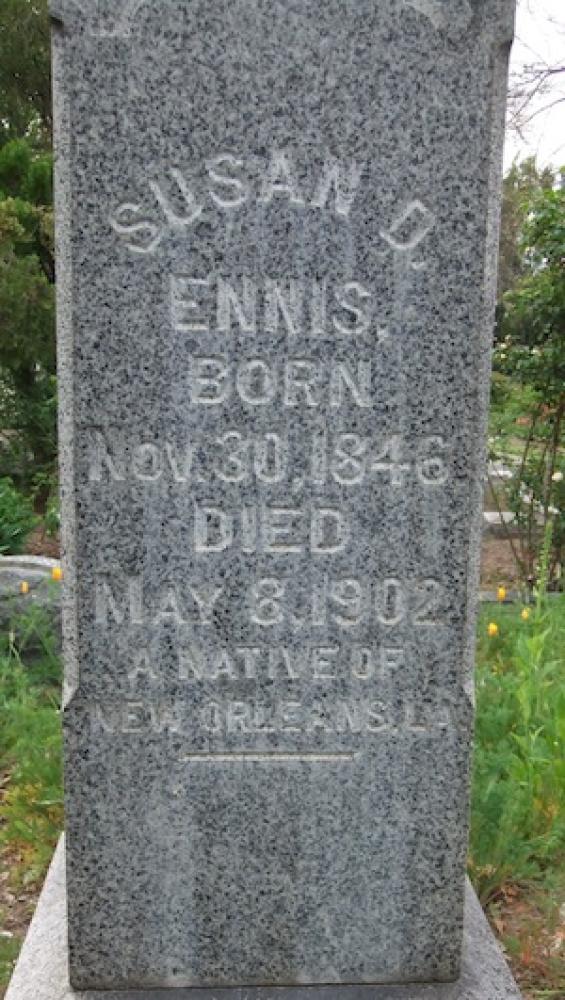 SUSAN D.
ENNIS,
BORN
NOV. 30, 1846
DIED
MAY 8, 1902
A NATIVE OF
NEW ORLEANS, LA